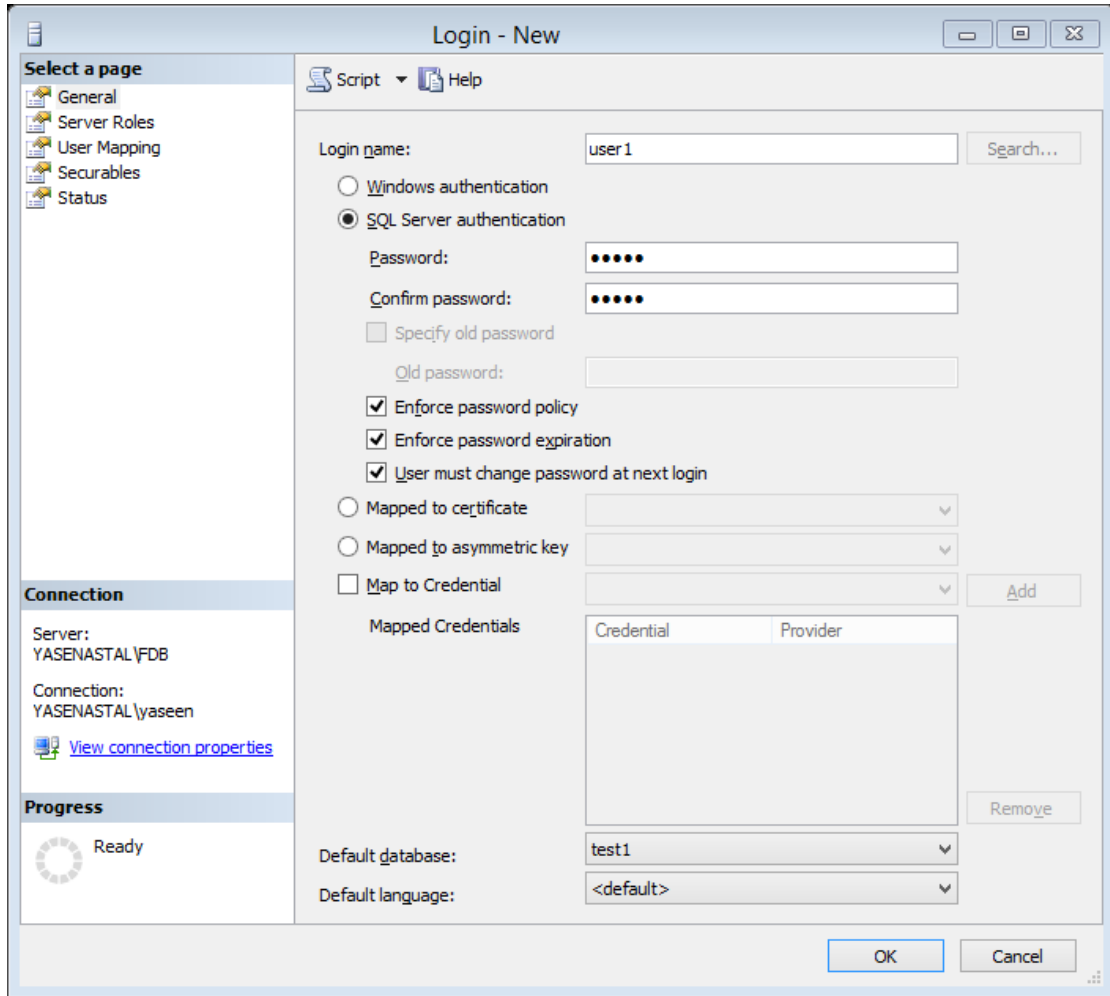 Login - New
Select a page
General
Server Roles
User Mapping
Securables
Status
Script
Help
Login name:
user1
Search...
Windows authentication
SQL Server authentication
Password:
●●●●●
Confirm password:
●●●●●
Specify old password
Old password:
Enforce password policy
Enforce password expiration
User must change password at next login
Mapped to certificate
Mapped to asymmetric key
Map to Credential
Add
Mapped Credentials
Credential Provider
Remove
Default database:
test1
Default language:
<default>
Connection
Server:
YASENASTAL\FDB
Connection:
YASENASTAL\yaseen
View connection properties
Progress
Ready
OK
Cancel